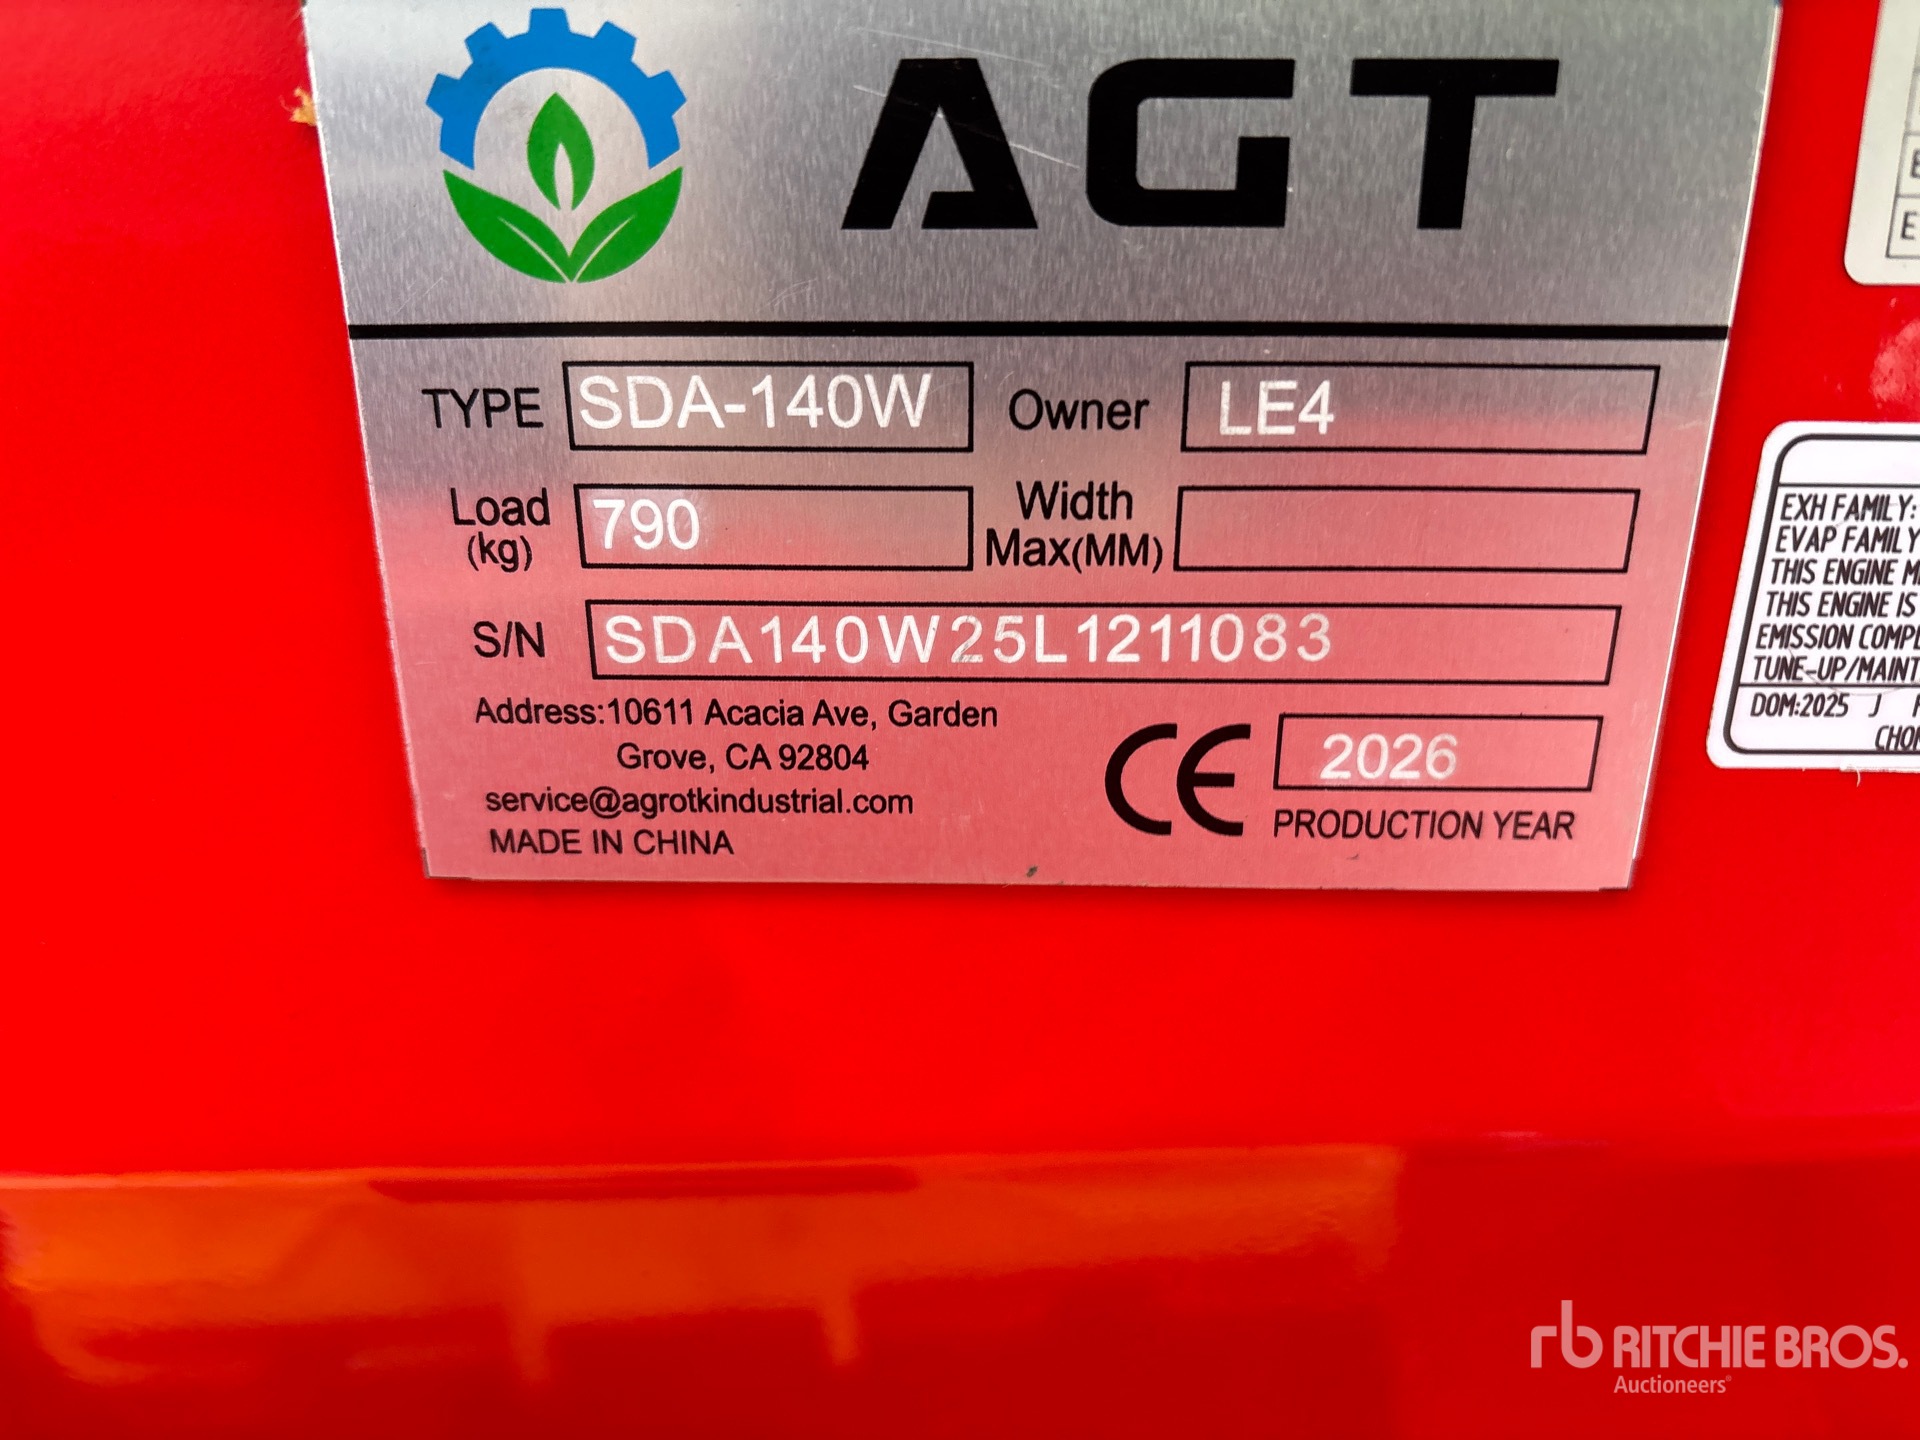 AGT
TYPE SDA-140W Owner LE4
Load (kg) 790 Width Max(MM)
S/N SDA140W25L1211083
Address:10611 Acacia Ave, Garden
Grove, CA 92804
service@agrotkindustrial.com
MADE IN CHINA
CE 2026
PRODUCTION YEAR
EXH FAMILY:
EVAP FAMILY
THIS ENGINE
THIS ENGINE IS
EMISSION
TUNE-UP/
DOM:2025 J
rb RITCHIE BROS.
Auctioneers